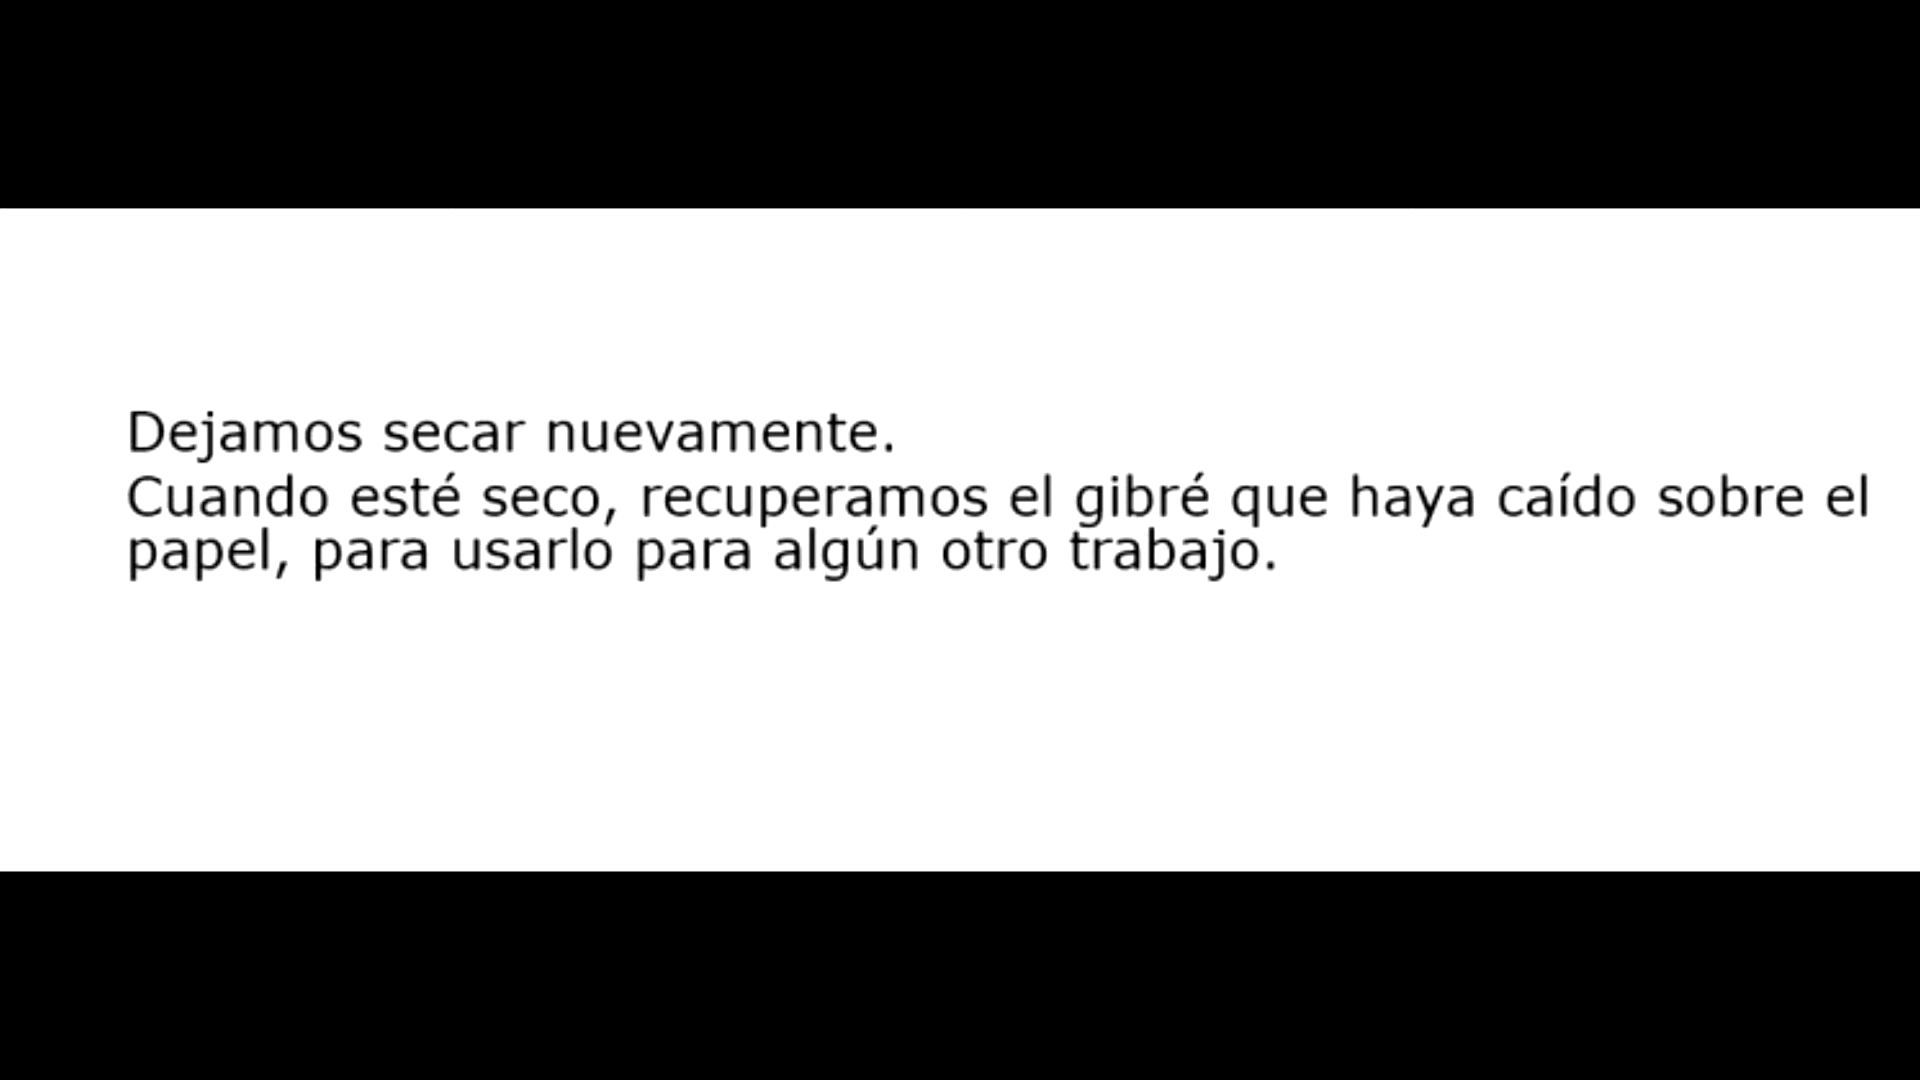 Dejamos secar nuevamente.
Cuando esté seco, recuperamos el gibré que haya caído sobre el
papel, para usarlo para algún otro trabajo.